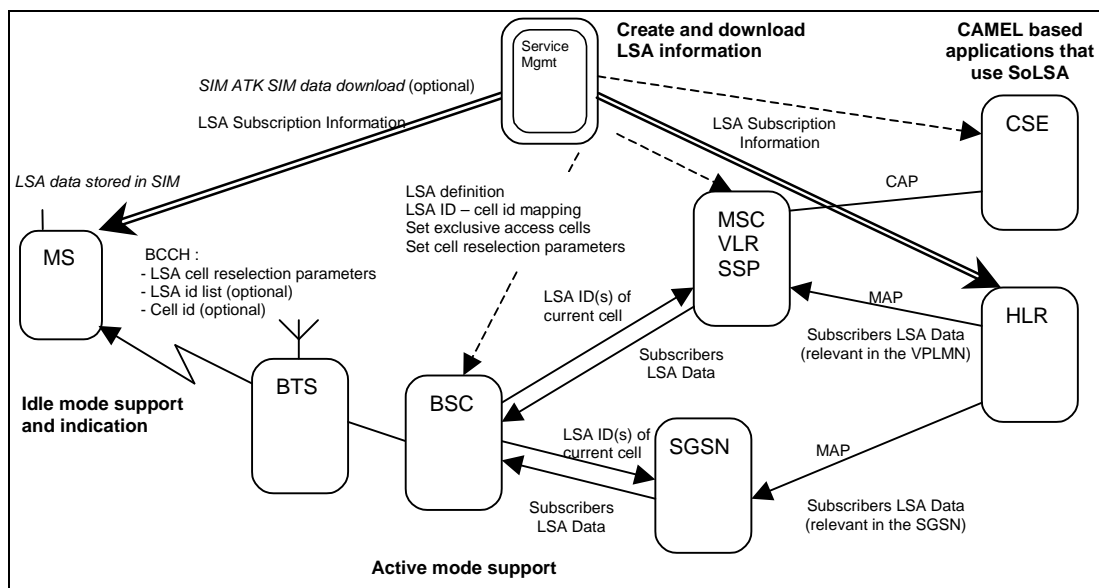 Create and download
LSA information
CAMEL based
applications that
use SoLSA
Service
Mgmt
SIM ATK SIM data download (optional)
LSA Subscription Information
LSA Subscription
Information
CSE
CAP
LSA data stored in SIM
LSA definition
LSA ID – cell id mapping
Set exclusive access cells
Set cell reselection parameters
MSC
VLR
SSP
MS
BCCH :
- LSA cell reselection parameters
- LSA id list (optional)
- Cell id (optional)
LSA ID(s) of
current cell
MAP
HLR
Subscribers LSA Data
(relevant in the VPLMN)
Subscribers
LSA Data
BTS
BSC
Idle mode support
and indication
LSA ID(s) of
current cell
SGSN
MAP
Subscribers
LSA Data
Subscribers LSA Data
(relevant in the SGSN)
Active mode support